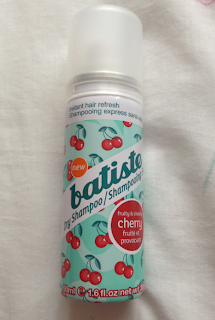 instant hair refresh
Shampooing express sans
new
batiste
Dry Shampoo/Shampooing
fruity & cheeky
cherry
fruité et
provocant
1.6 fl.oz net